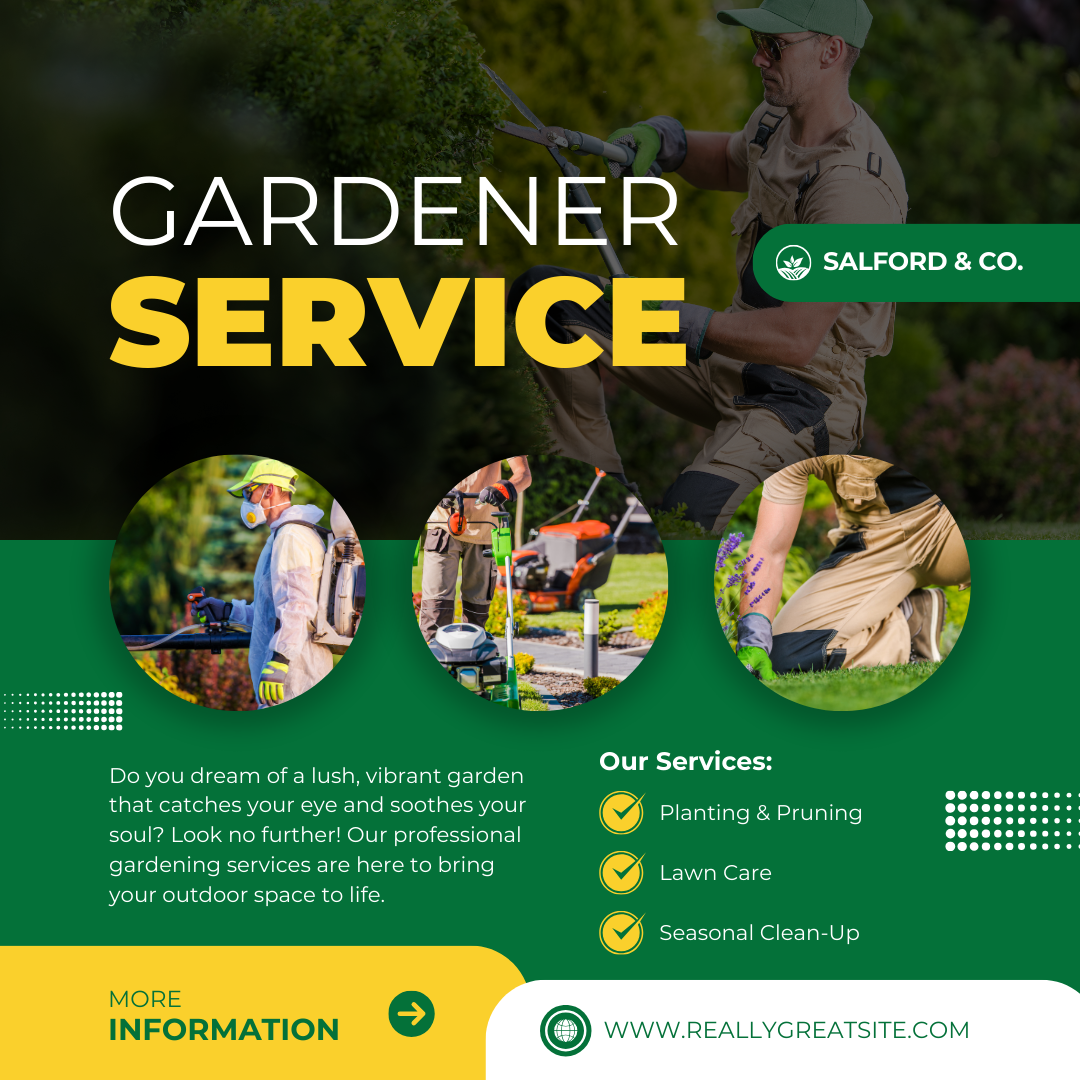 GARDENER
SERVICE
SALFORD & CO.
Do you dream of a lush, vibrant garden
that catches your eye and soothes your
soul? Look no further! Our professional
gardening services are here to bring
your outdoor space to life.
Our Services:
Planting & Pruning
Lawn Care
Seasonal Clean-Up
MORE
INFORMATION
WWW.REALLYGREATSITE.COM